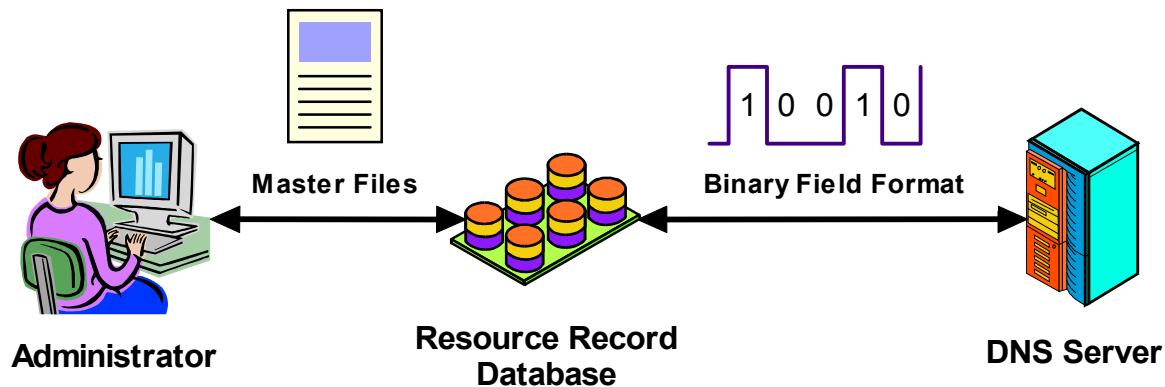 1 0 0 1 0
Master Files
Binary Field Format
Administrator
Resource Record
Database
DNS Server